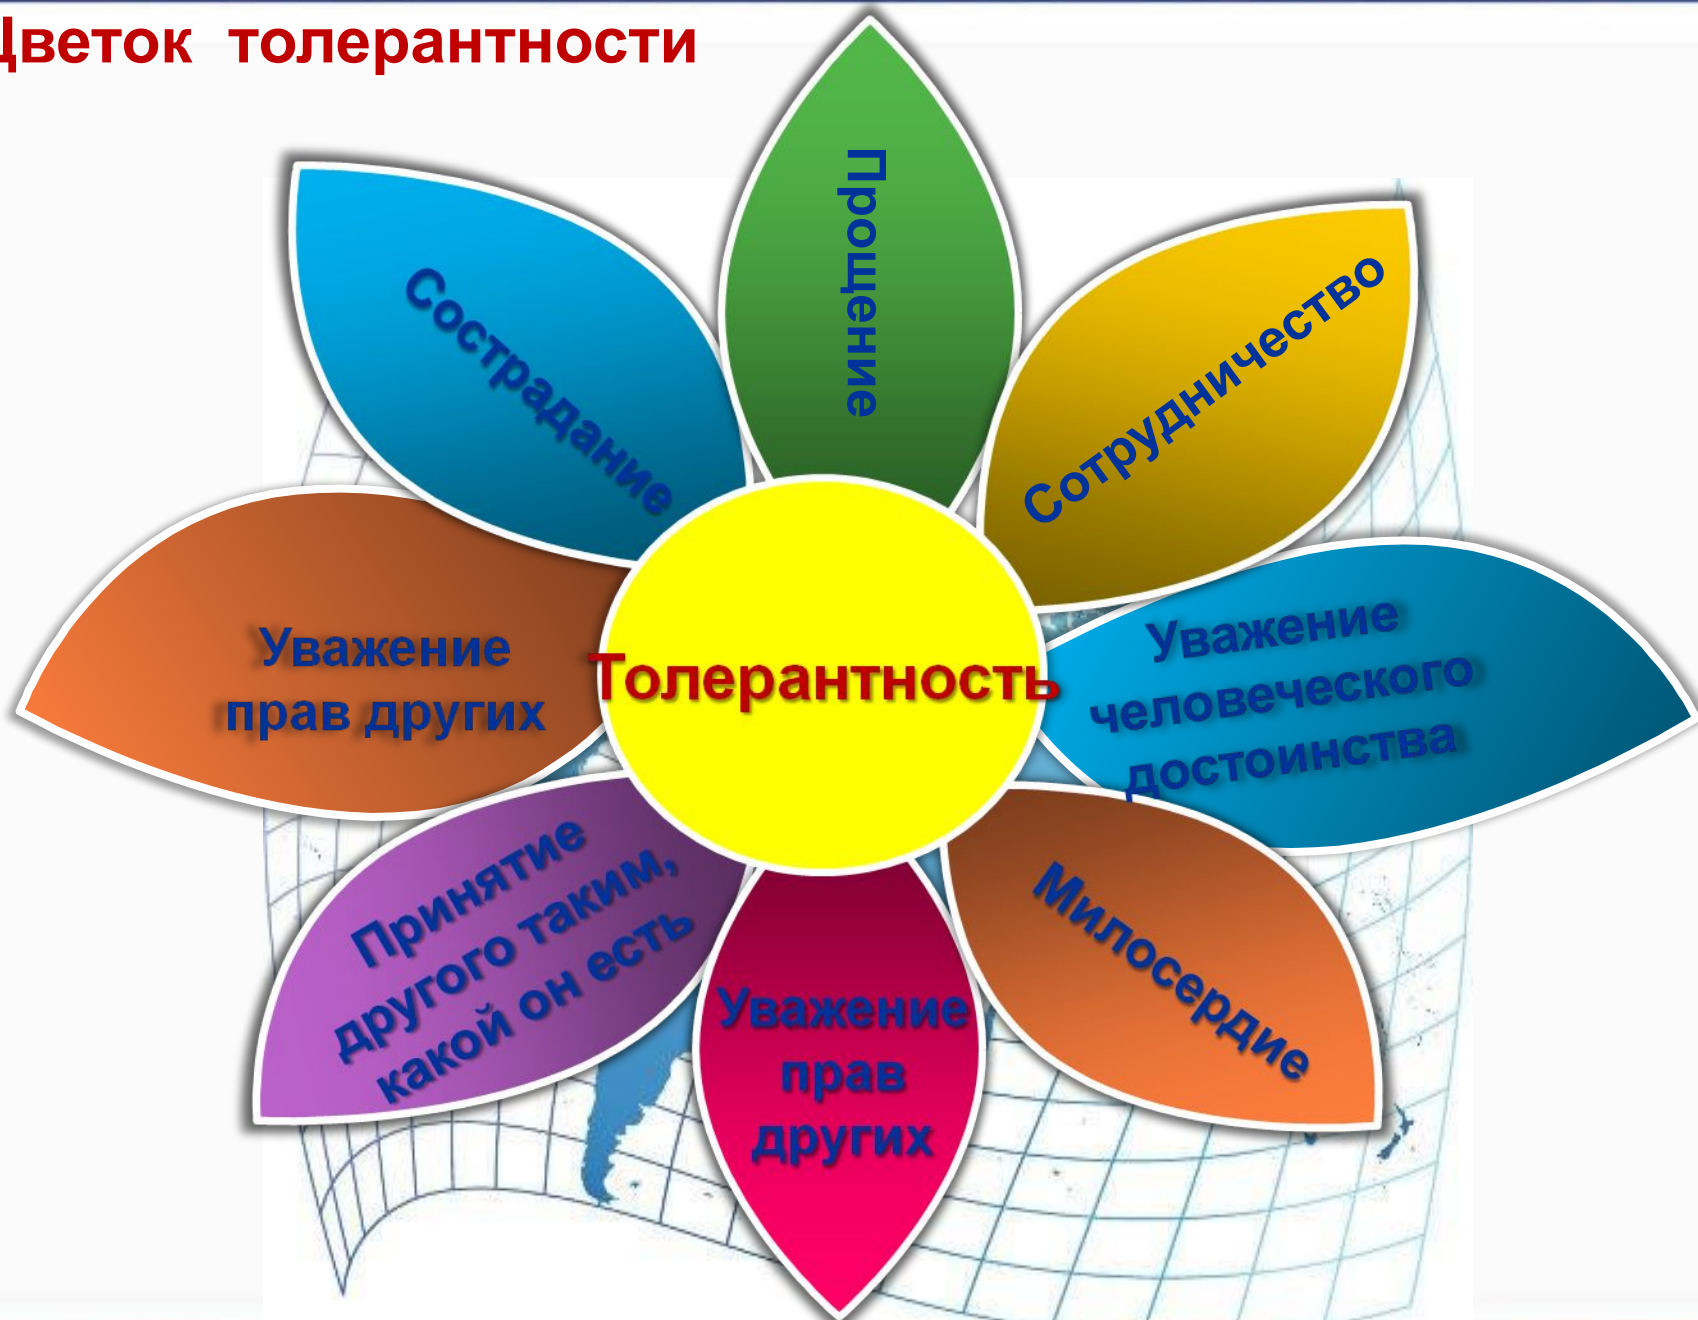 Цветок толерантности
Прощение
Сострадание
Сотрудничество
Уважение
прав других
Толерантность
Уважение
человеческого
достоинства
Принятие
другого таким,
какой он есть
Уважение
прав
других
Милосердие